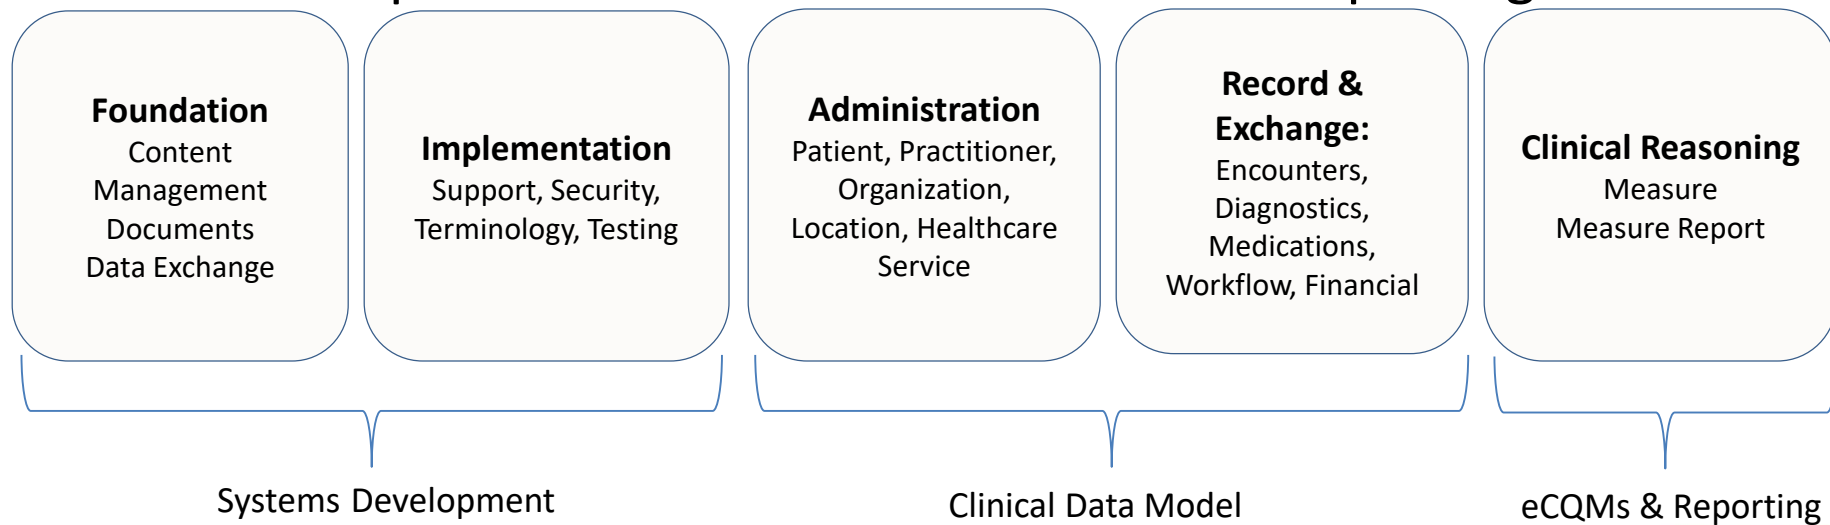 Foundation
Content
Management
Documents
Data Exchange
Implementation
Support, Security,
Terminology, Testing
Administration
Patient, Practitioner,
Organization,
Location, Healthcare
Service
Record &
Exchange:
Encounters,
Diagnostics,
Medications,
Workflow, Financial
Clinical Reasoning
Measure
Measure Report
Systems Development
Clinical Data Model
eCQMs & Reporting